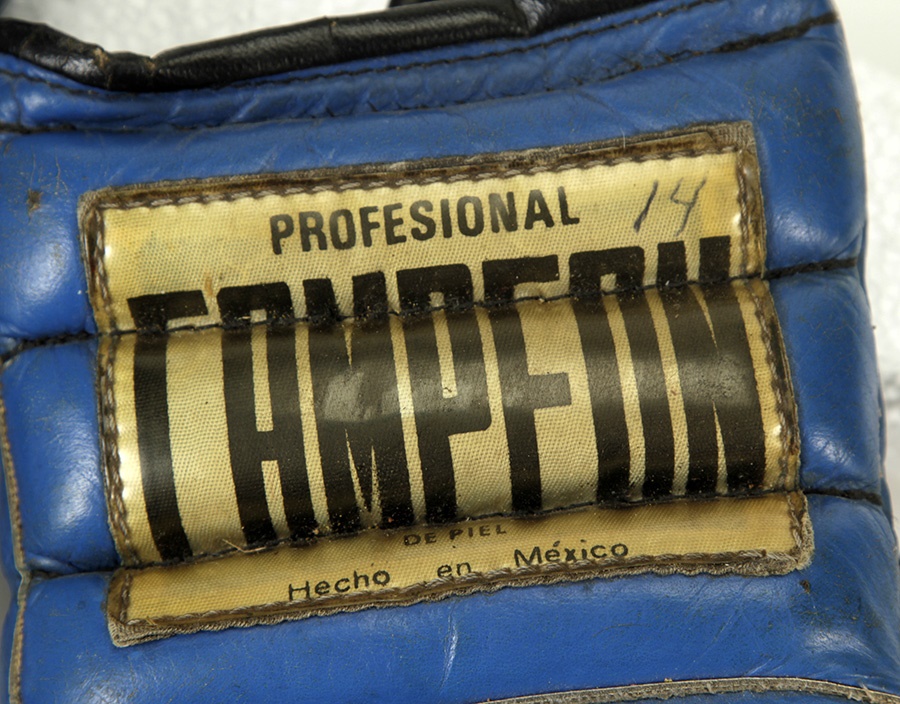 PROFESIONAL 14
CAMPEON
DE PIEL
Hecho en México